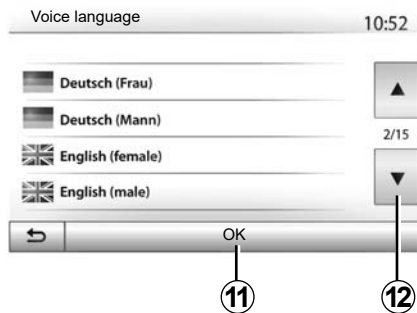 Voice language
10:52
Deutsch (Frau)
Deutsch (Mann)
2/15
English (female)
English (male)
OK
11
12